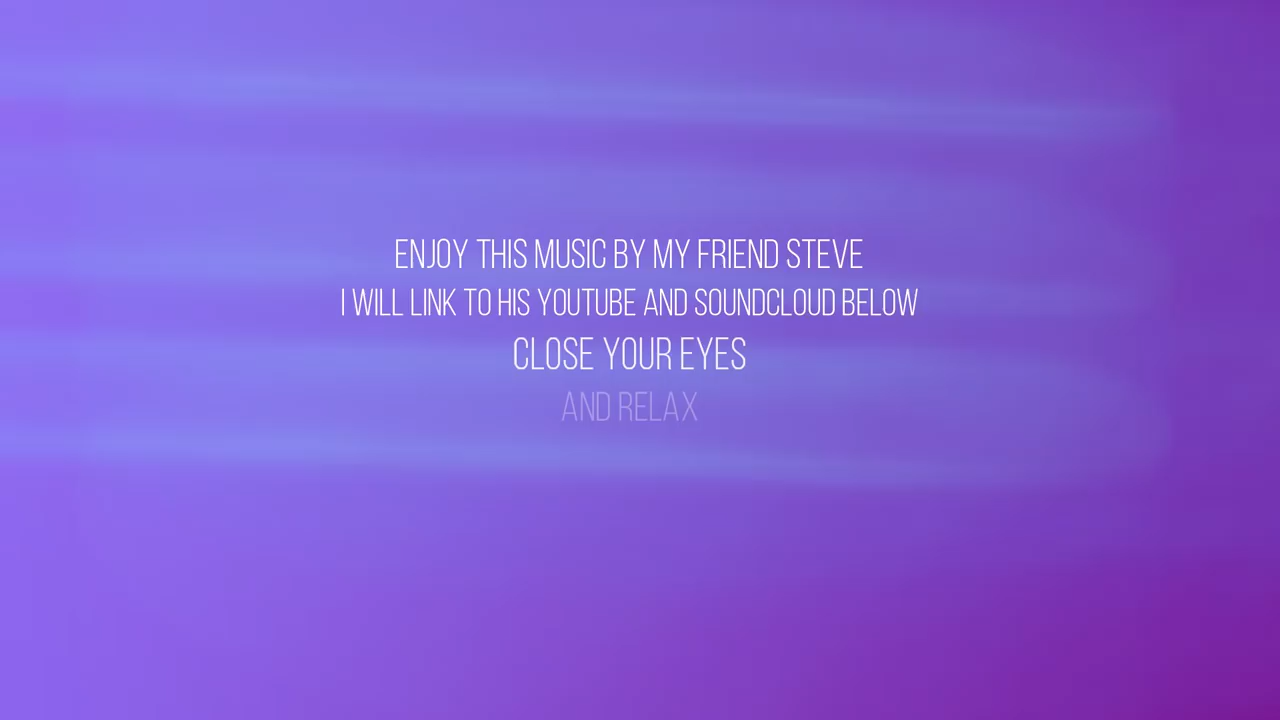 ENJOY THIS MUSIC BY MY FRIEND STEVE
I WILL LINK TO HIS YOUTUBE AND SOUNDCLOUD BELOW
CLOSE YOUR EYES
AND RELAX